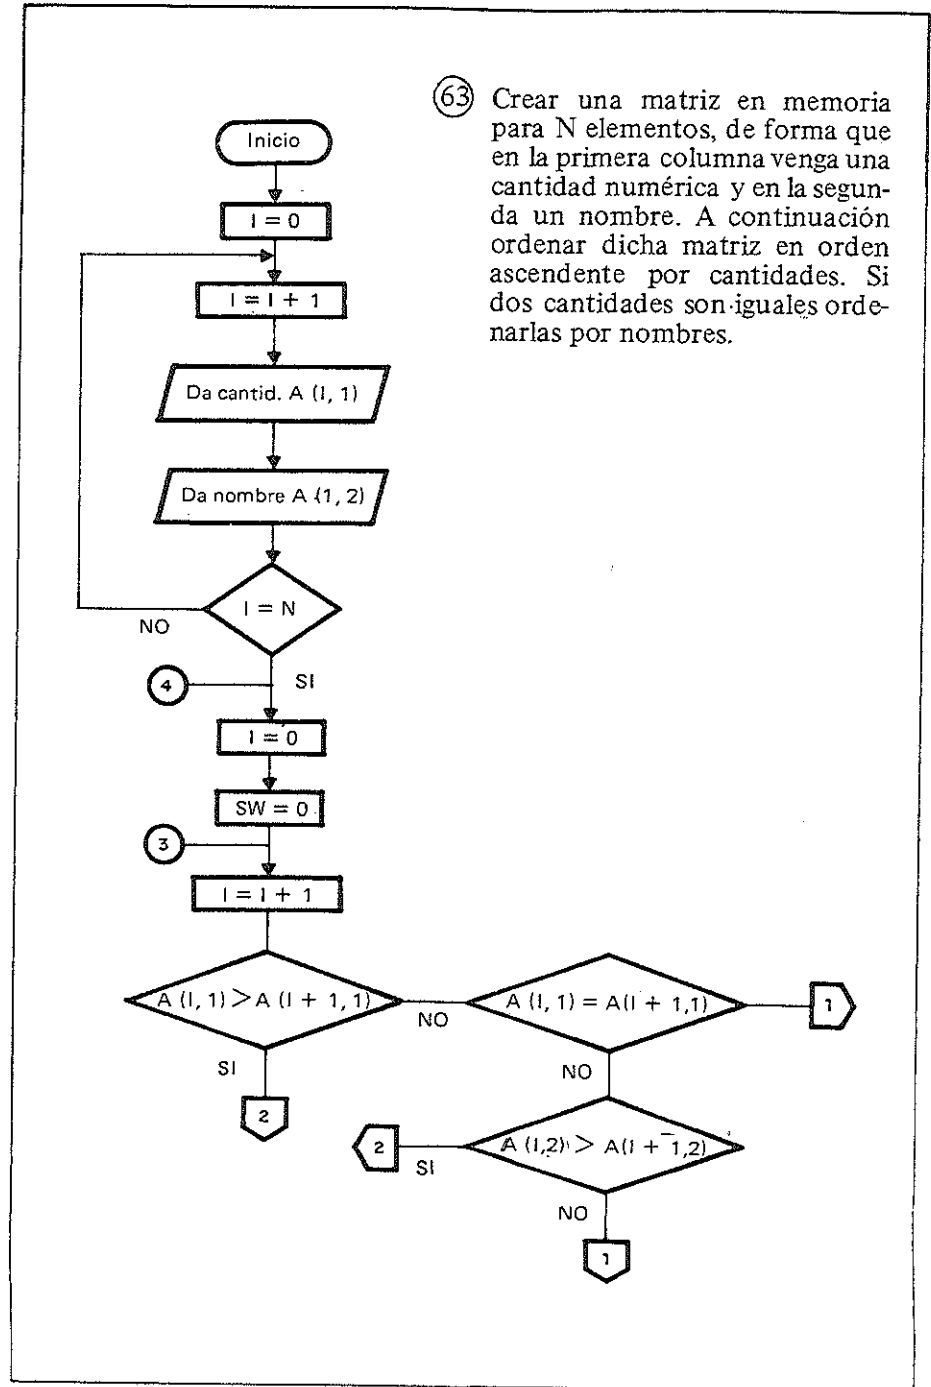 63 Crear una matriz en memoria
para N elementos, de forma que
en la primera columna venga una
cantidad numérica y en la segun-
da un nombre. A continuación
ordenar dicha matriz en orden
ascendente por cantidades. Si
dos cantidades son iguales orde-
narlas por nombres.
Inicio
I = 0
I = I + 1
Da cantid. A (I, 1)
Da nombre A (1, 2)
I = N
NO
SI
4
I = 0
SW = 0
3
I = I + 1
A (I, 1) > A (I + 1, 1)
NO
A (I, 1) = A(I + 1,1)
1
SI
2
NO
A (I,2) > A(I + 1,2)
SI
2
NO
1